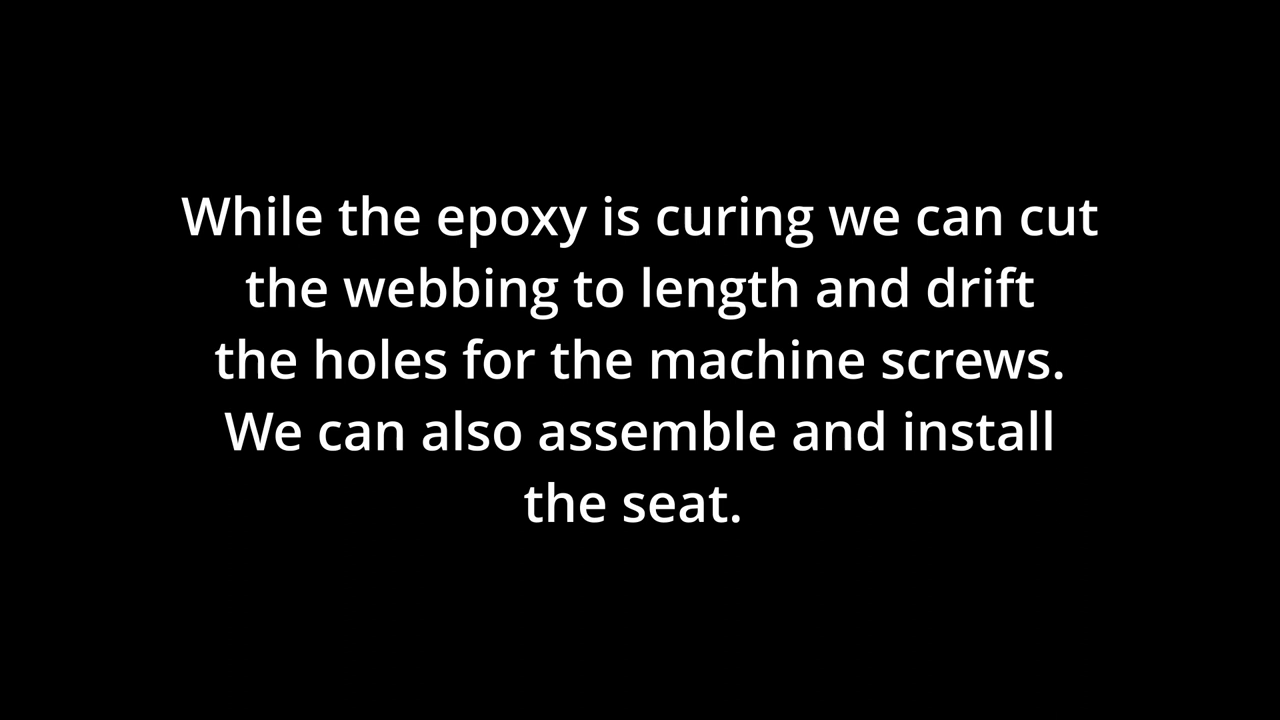 While the epoxy is curing we can cut
the webbing to length and drift
the holes for the machine screws.
We can also assemble and install
the seat.